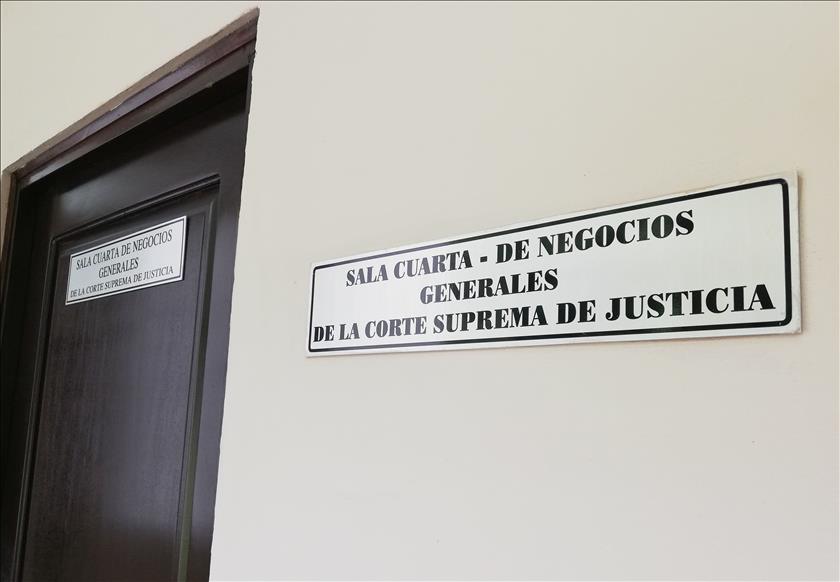 SALA CUARTA DE NEGOCIOS
GENERALES
DE LA CORTE SUPREMA DE JUSTICIA
SALA CUARTA - DE NEGOCIOS
GENERALES
DE LA CORTE SUPREMA DE JUSTICIA